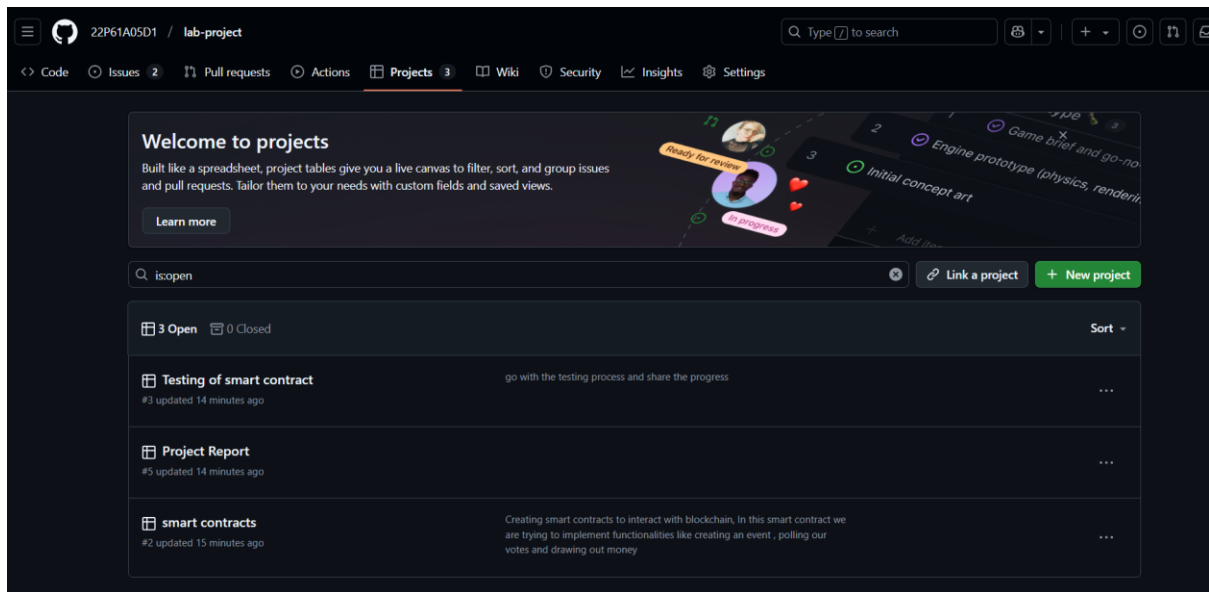 22P61A05D1 / lab-project
Type / to search
Code Issues 2 Pull requests Actions Projects 3 Wiki Security Insights Settings
Welcome to projects
Built like a spreadsheet, project tables give you a live canvas to filter, sort, and group issues
and pull requests. Tailor them to your needs with custom fields and saved views.
Learn more
Ready for review
In progress
3 Initial concept art
2 Engine prototype (physics, renderin
1 Game brief and go-no-
3
is:open
Link a project
New project
3 Open 0 Closed
Sort
Testing of smart contract
#3 updated 14 minutes ago
go with the testing process and share the progress
Project Report
#5 updated 14 minutes ago
smart contracts
#2 updated 15 minutes ago
Creating smart contracts to interact with blockchain, In this smart contract we
are trying to implement functionalities like creating an event , polling our
votes and drawing out money